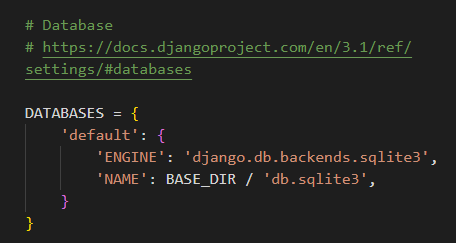 # Database
# https://docs.djangoproject.com/en/3.1/ref/
settings/#databases
DATABASES = {
    'default': {
        'ENGINE': 'django.db.backends.sqlite3',
        'NAME': BASE_DIR / 'db.sqlite3',
    }
}